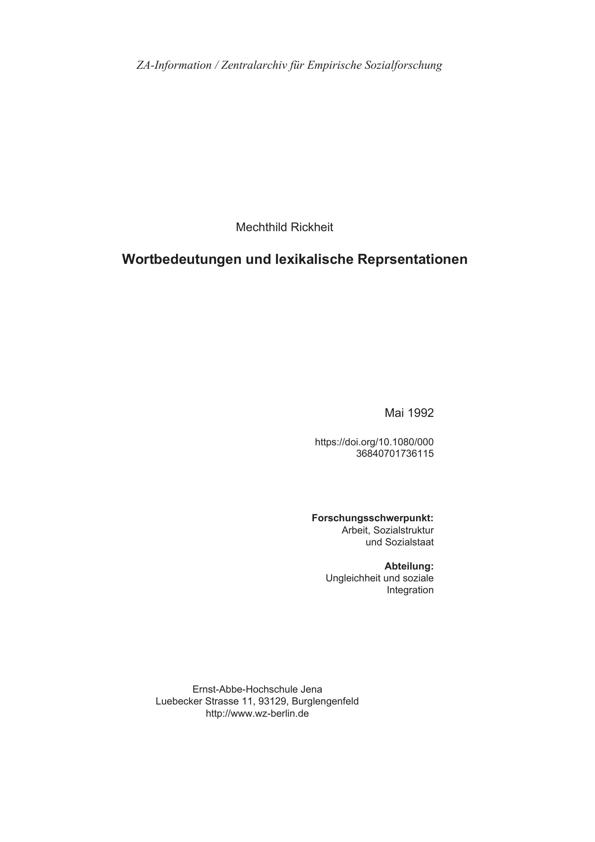 ZA-Information / Zentralarchiv für Empirische Sozialforschung
Mechthild Rickheit
Wortbedeutungen und lexikalische Reprsentationen
Mai 1992
https://doi.org/10.1080/000
36840701736115
Forschungsschwerpunkt:
Arbeit, Sozialstruktur
und Sozialstaat
Abteilung:
Ungleichheit und soziale
Integration
Ernst-Abbe-Hochschule Jena
Luebecker Strasse 11, 93129, Burglengenfeld
http://www.wz-berlin.de